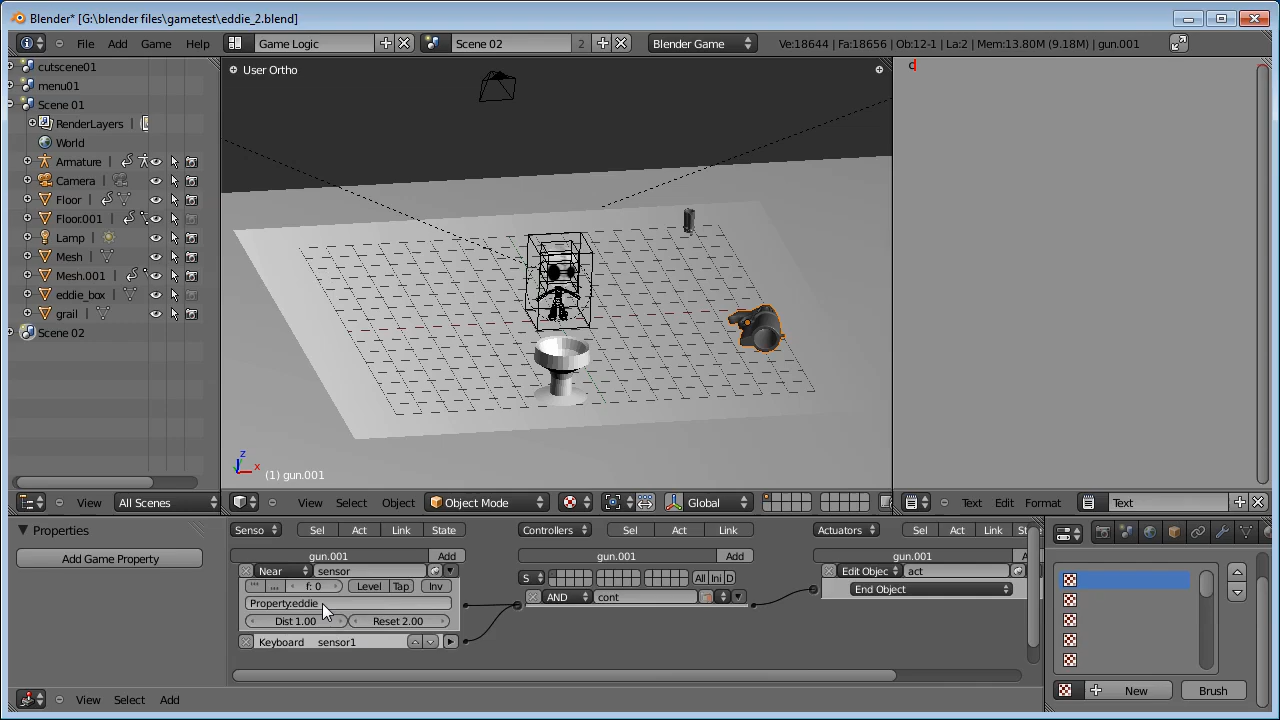 Blender* [G:\blender files\gametest\eddie_2.blend]
File Add Game Help Game Logic Scene 02 2 Blender Game Ve:18644 | Fa:18656 | Ob:12-1 | La:2 | Mem:13.80M (9.18M) | gun.001
cutscene01
menu01
Scene 01
RenderLayers |
World
Armature |
Camera |
Floor |
Floor.001 |
Lamp |
Mesh |
Mesh.001 |
eddie_box |
grail |
Scene 02
View All Scenes
User Ortho
z
x
(1) gun.001
View Select Object Object Mode Global
c
Text Edit Format Text
Properties
Add Game Property
Senso Sel Act Link State
gun.001 Add
Near sensor
f: 0 Level Tap Inv
Property:eddie
Dist 1.00 Reset 2.00
Keyboard sensor1
Controllers Sel Act Link
gun.001 Add
S All Ini D
AND cont
Actuators Sel Act Link St
gun.001 A
Edit Objec act
End Object
View Select Add
New Brush